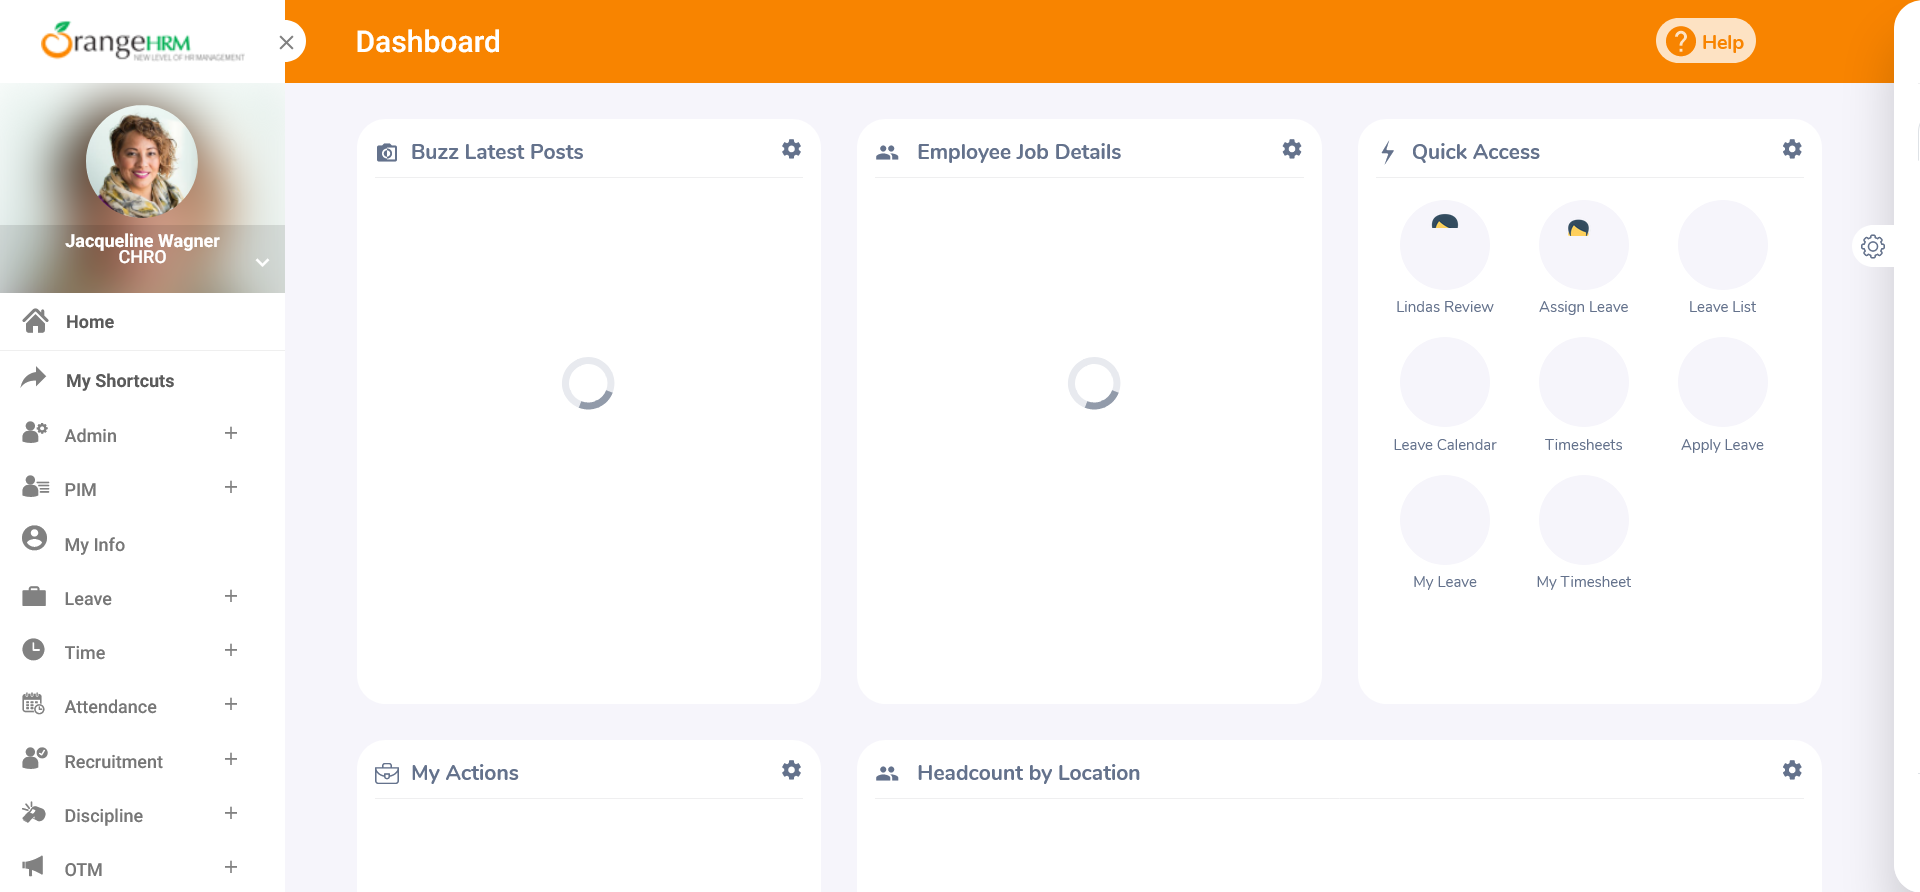 OrangeHRM
NEW LEVEL OF HR MANAGEMENT
Dashboard
Help
Jacqueline Wagner
CHRO
Home
My Shortcuts
Admin
PIM
My Info
Leave
Time
Attendance
Recruitment
Discipline
OTM
Buzz Latest Posts
Employee Job Details
Quick Access
Lindas Review
Assign Leave
Leave List
Leave Calendar
Timesheets
Apply Leave
My Leave
My Timesheet
My Actions
Headcount by Location